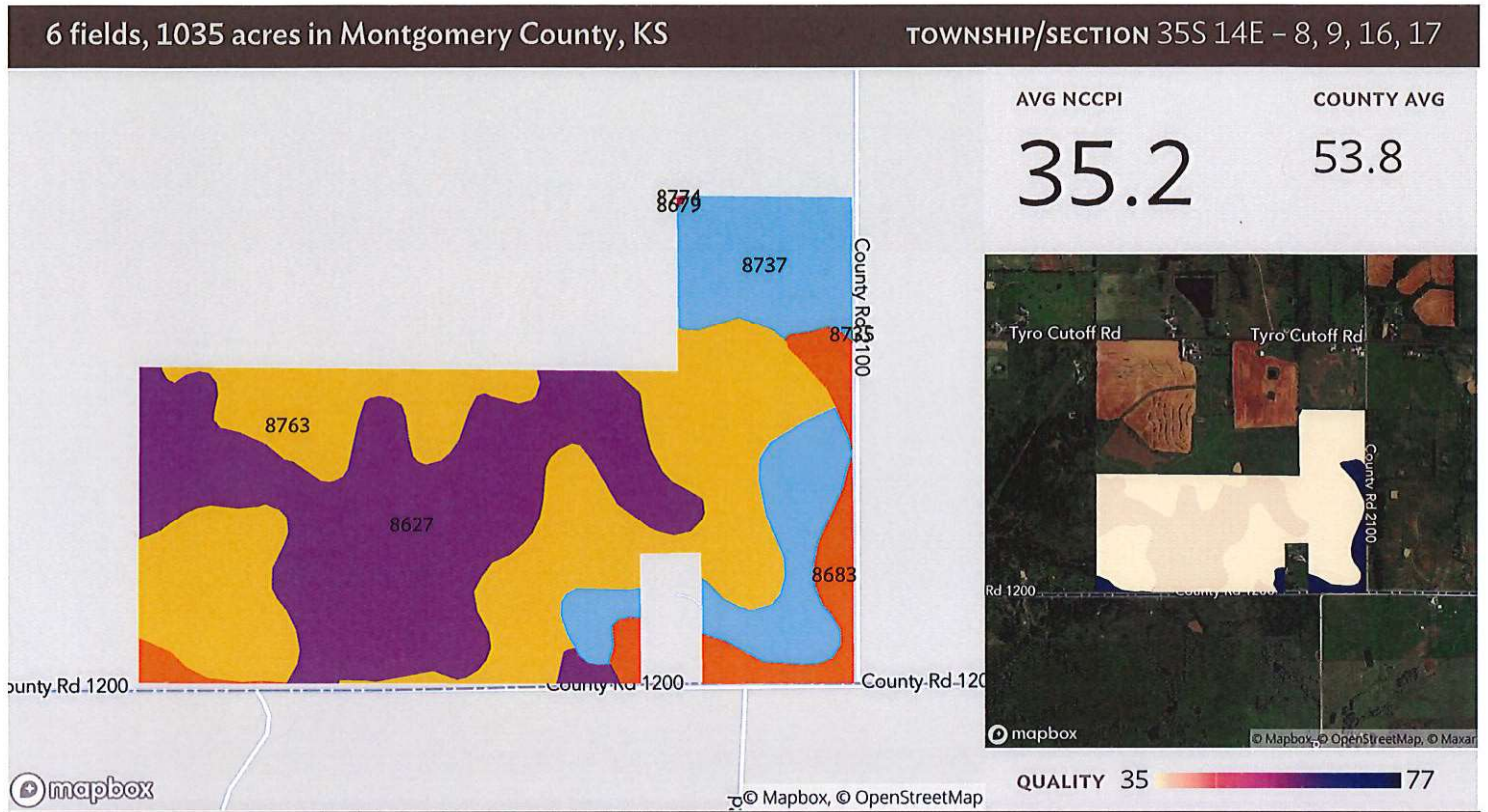 6 fields, 1035 acres in Montgomery County, KS
TOWNSHIP/SECTION 35S 14E – 8, 9, 16, 17
AVG NCCPI
35.2
COUNTY AVG
53.8
8774
8679
8737
County Rd 2100
8735
8763
8627
8683
ounty Rd 1200
County Rd 1200
County Rd 120
mapbox
© Mapbox, © OpenStreetMap
Tyro Cutoff Rd
Tyro Cutoff Rd
County Rd 2100
Rd 1200
County Rd 1200
mapbox
© Mapbox, © OpenStreetMap, © Maxar
QUALITY 35 77